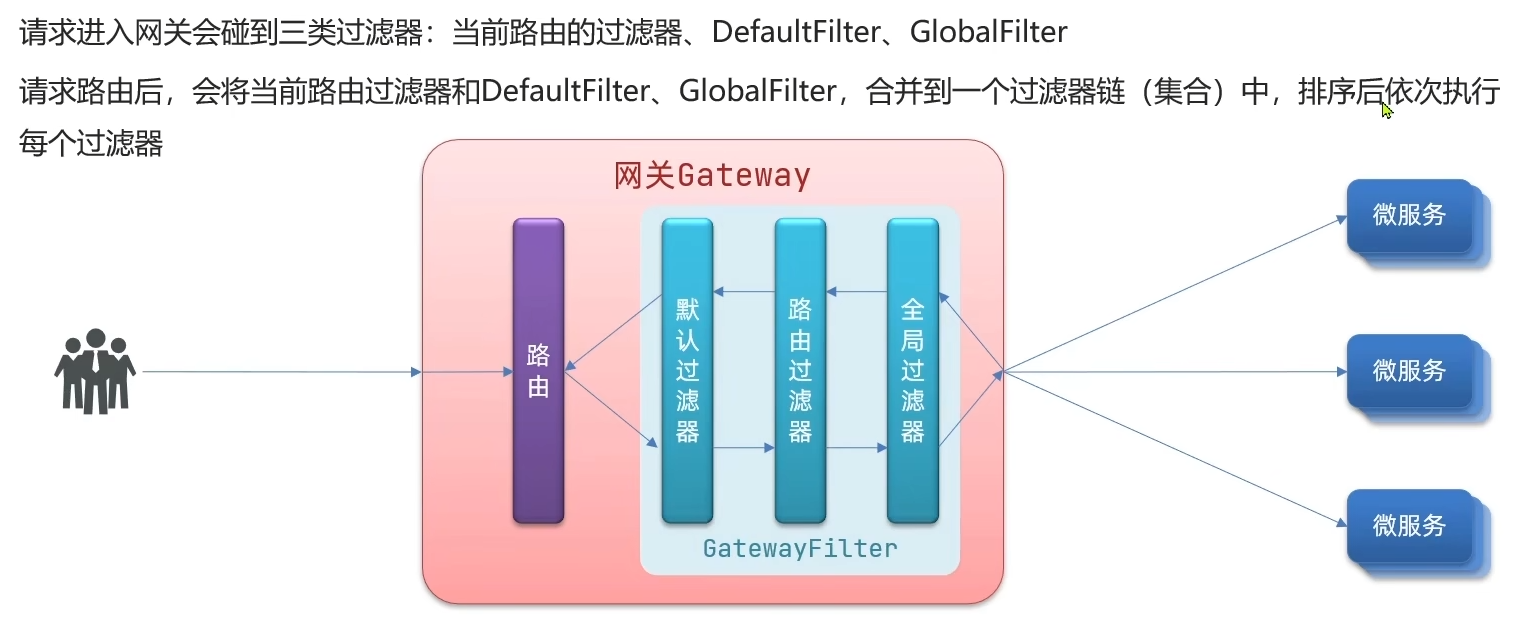 请求进入网关会碰到三类过滤器：当前路由的过滤器、DefaultFilter、GlobalFilter
请求路由后，会将当前路由过滤器和DefaultFilter、GlobalFilter，合并到一个过滤器链（集合）中，排序后依次执行
每个过滤器
网关Gateway
路由
默认过滤器
路由过滤器
全局过滤器
GatewayFilter
微服务
微服务
微服务